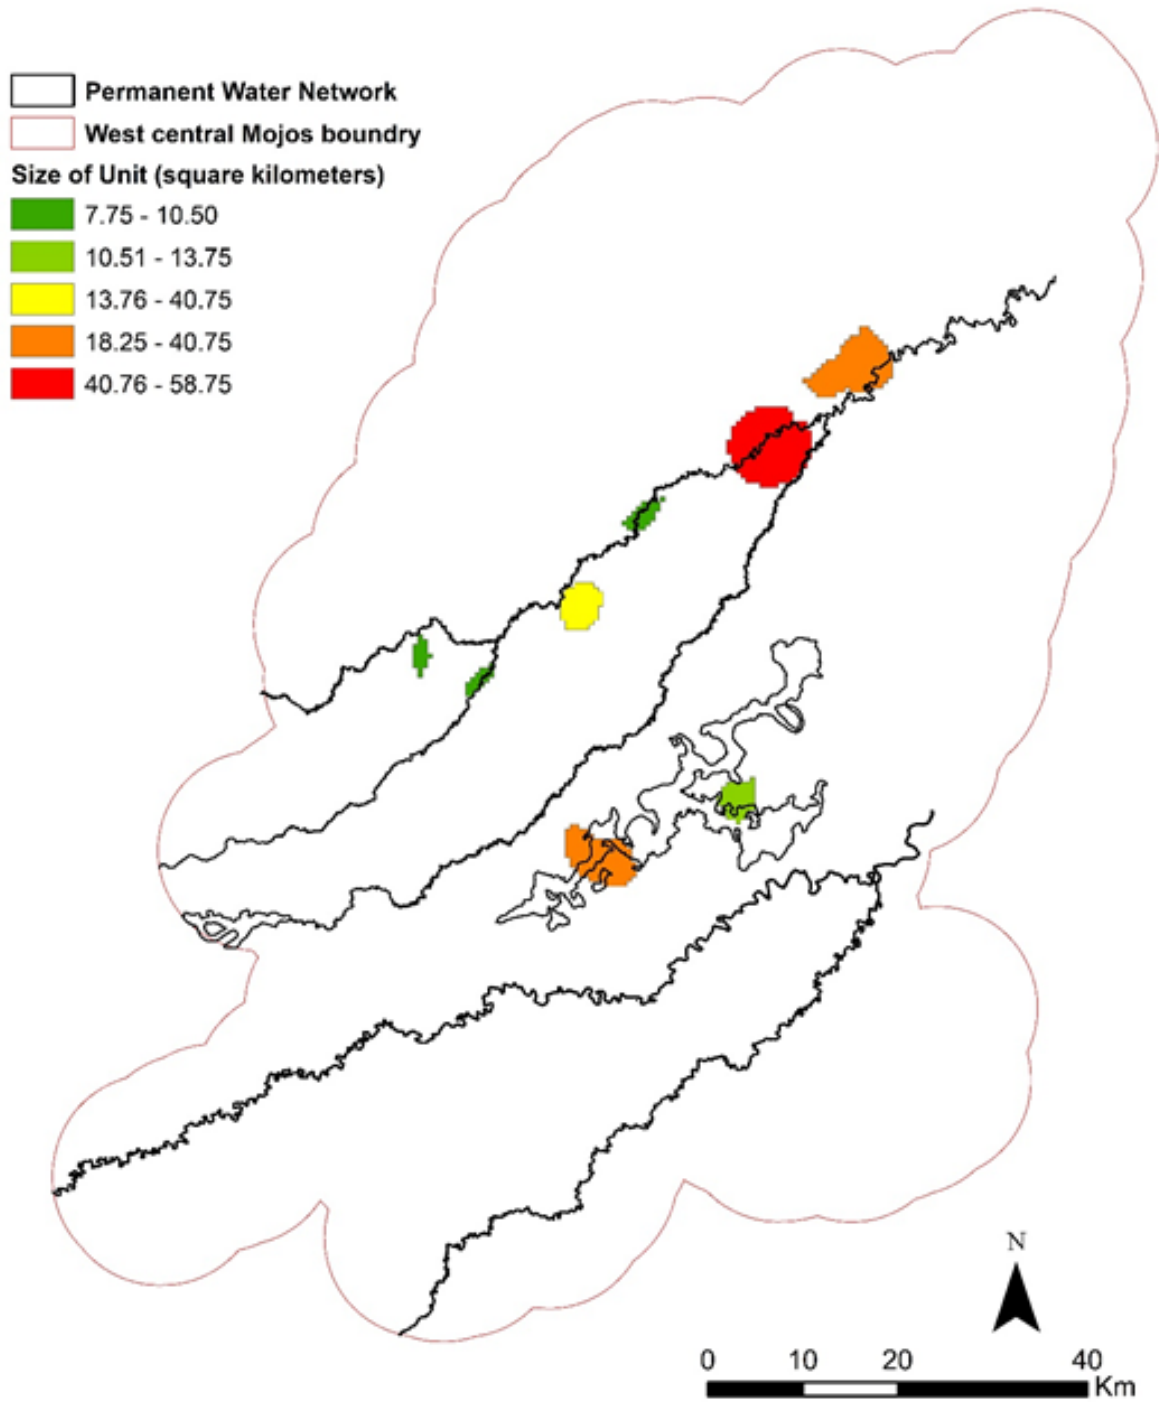 Permanent Water Network
West central Mojos boundry
Size of Unit (square kilometers)
7.75 - 10.50
10.51 - 13.75
13.76 - 40.75
18.25 - 40.75
40.76 - 58.75
N
0 10 20 40
Km